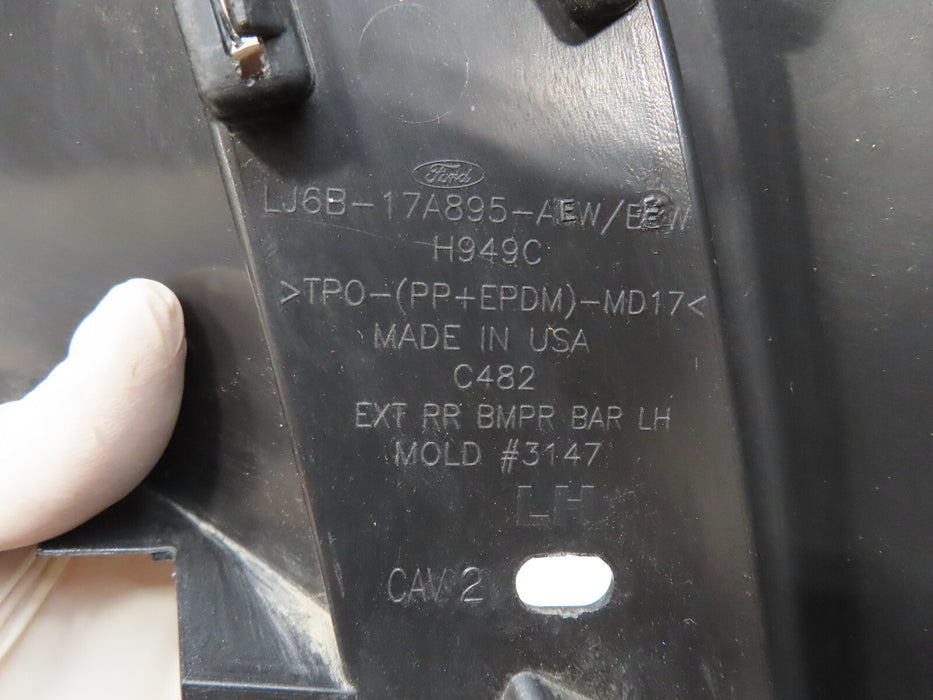 Ford
LJ6B-17A895-AEW/BEW
H949C
>TPO-(PP+EPDM)-MD17<
MADE IN USA
C482
EXT RR BMPR BAR LH
MOLD #3147
LH
CAV 2